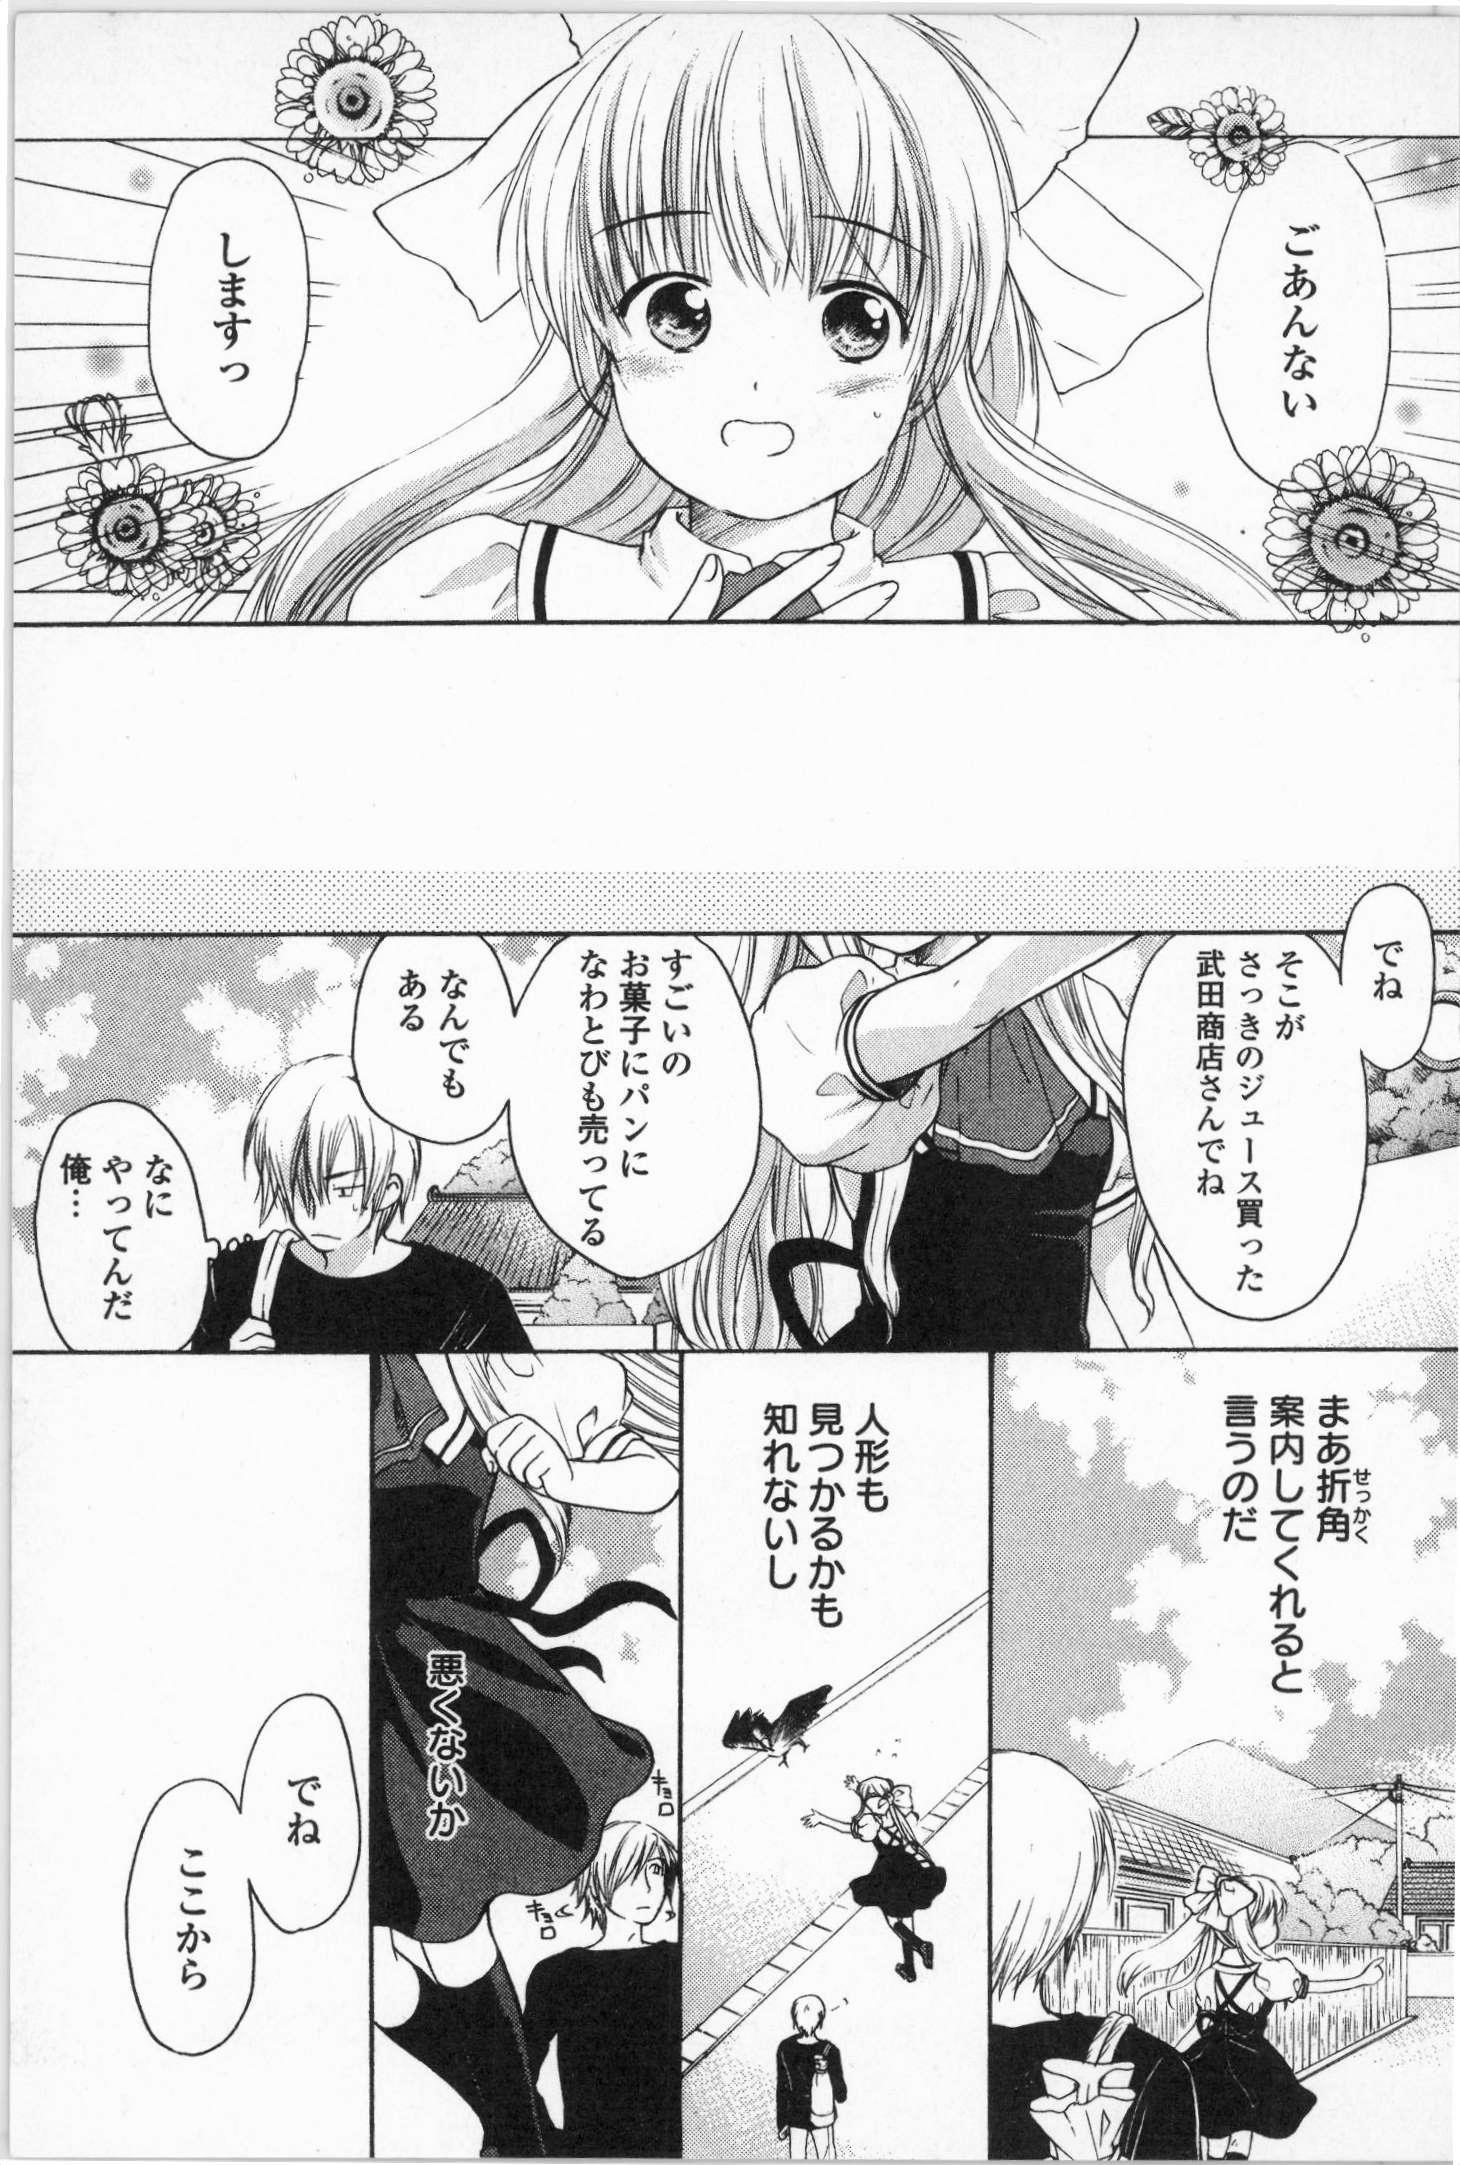 ごあんない
しますっ
でね
そこが
さっきのジュース買った
武田商店さんでね
すごいの
お菓子にパンに
なわとびも売ってる
なんでも
ある
なに
やってんだ
俺…
まあ折角
せっかく
案内してくれると
言うのだ
人形も
見つかるかも
知れないし
悪くないか
キョロ
キョロ
でね
ここから